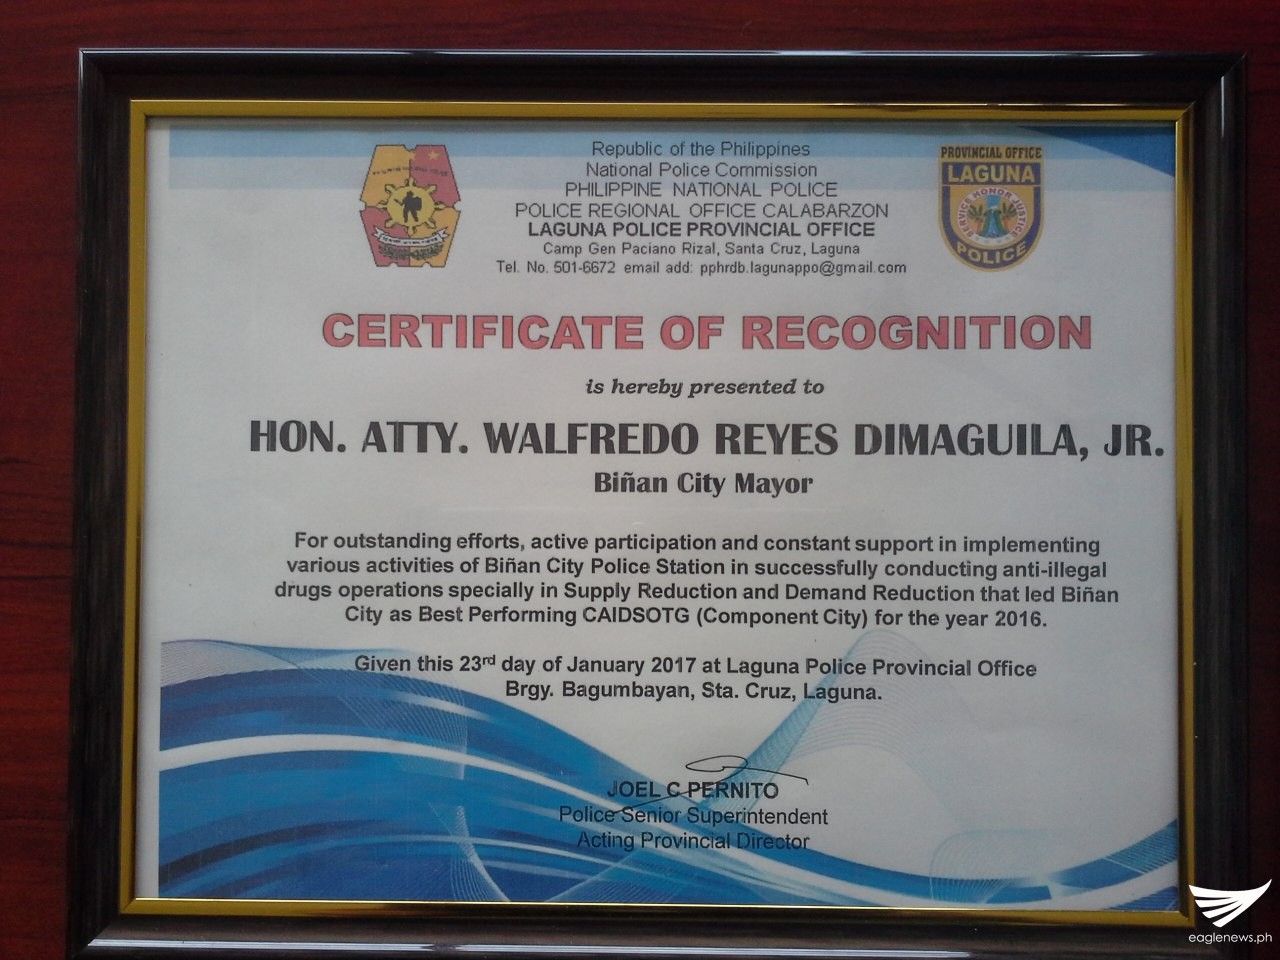 Republic of the Philippines
National Police Commission
PHILIPPINE NATIONAL POLICE
POLICE REGIONAL OFFICE CALABARZON
LAGUNA POLICE PROVINCIAL OFFICE
Camp Gen Paciano Rizal, Santa Cruz, Laguna
Tel. No. 501-6672 email add: pphrdb.lagunappo@gmail.com
PROVINCIAL OFFICE
LAGUNA
SERVICE HONOR JUSTICE
POLICE
CERTIFICATE OF RECOGNITION
is hereby presented to
HON. ATTY. WALFREDO REYES DIMAGUILA, JR.
Biñan City Mayor
For outstanding efforts, active participation and constant support in implementing
various activities of Biñan City Police Station in successfully conducting anti-illegal
drugs operations specially in Supply Reduction and Demand Reduction that led Biñan
City as Best Performing CAIDSOTG (Component City) for the year 2016.
Given this 23rd day of January 2017 at Laguna Police Provincial Office
Brgy. Bagumbayan, Sta. Cruz, Laguna.
JOEL C PERNITO
Police Senior Superintendent
Acting Provincial Director
eaglenews.ph